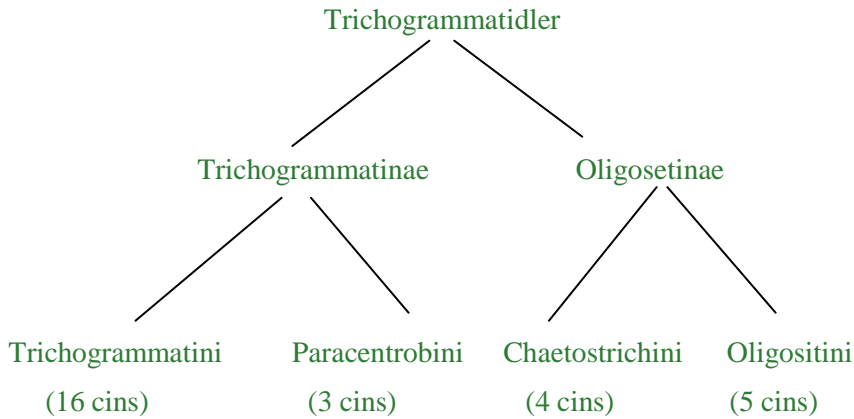 Trichogrammatidler
Trichogrammatinae Oligosetinae
Trichogrammatini Paracentrobini Chaetostrichini Oligositini
(16 cins) (3 cins) (4 cins) (5 cins)